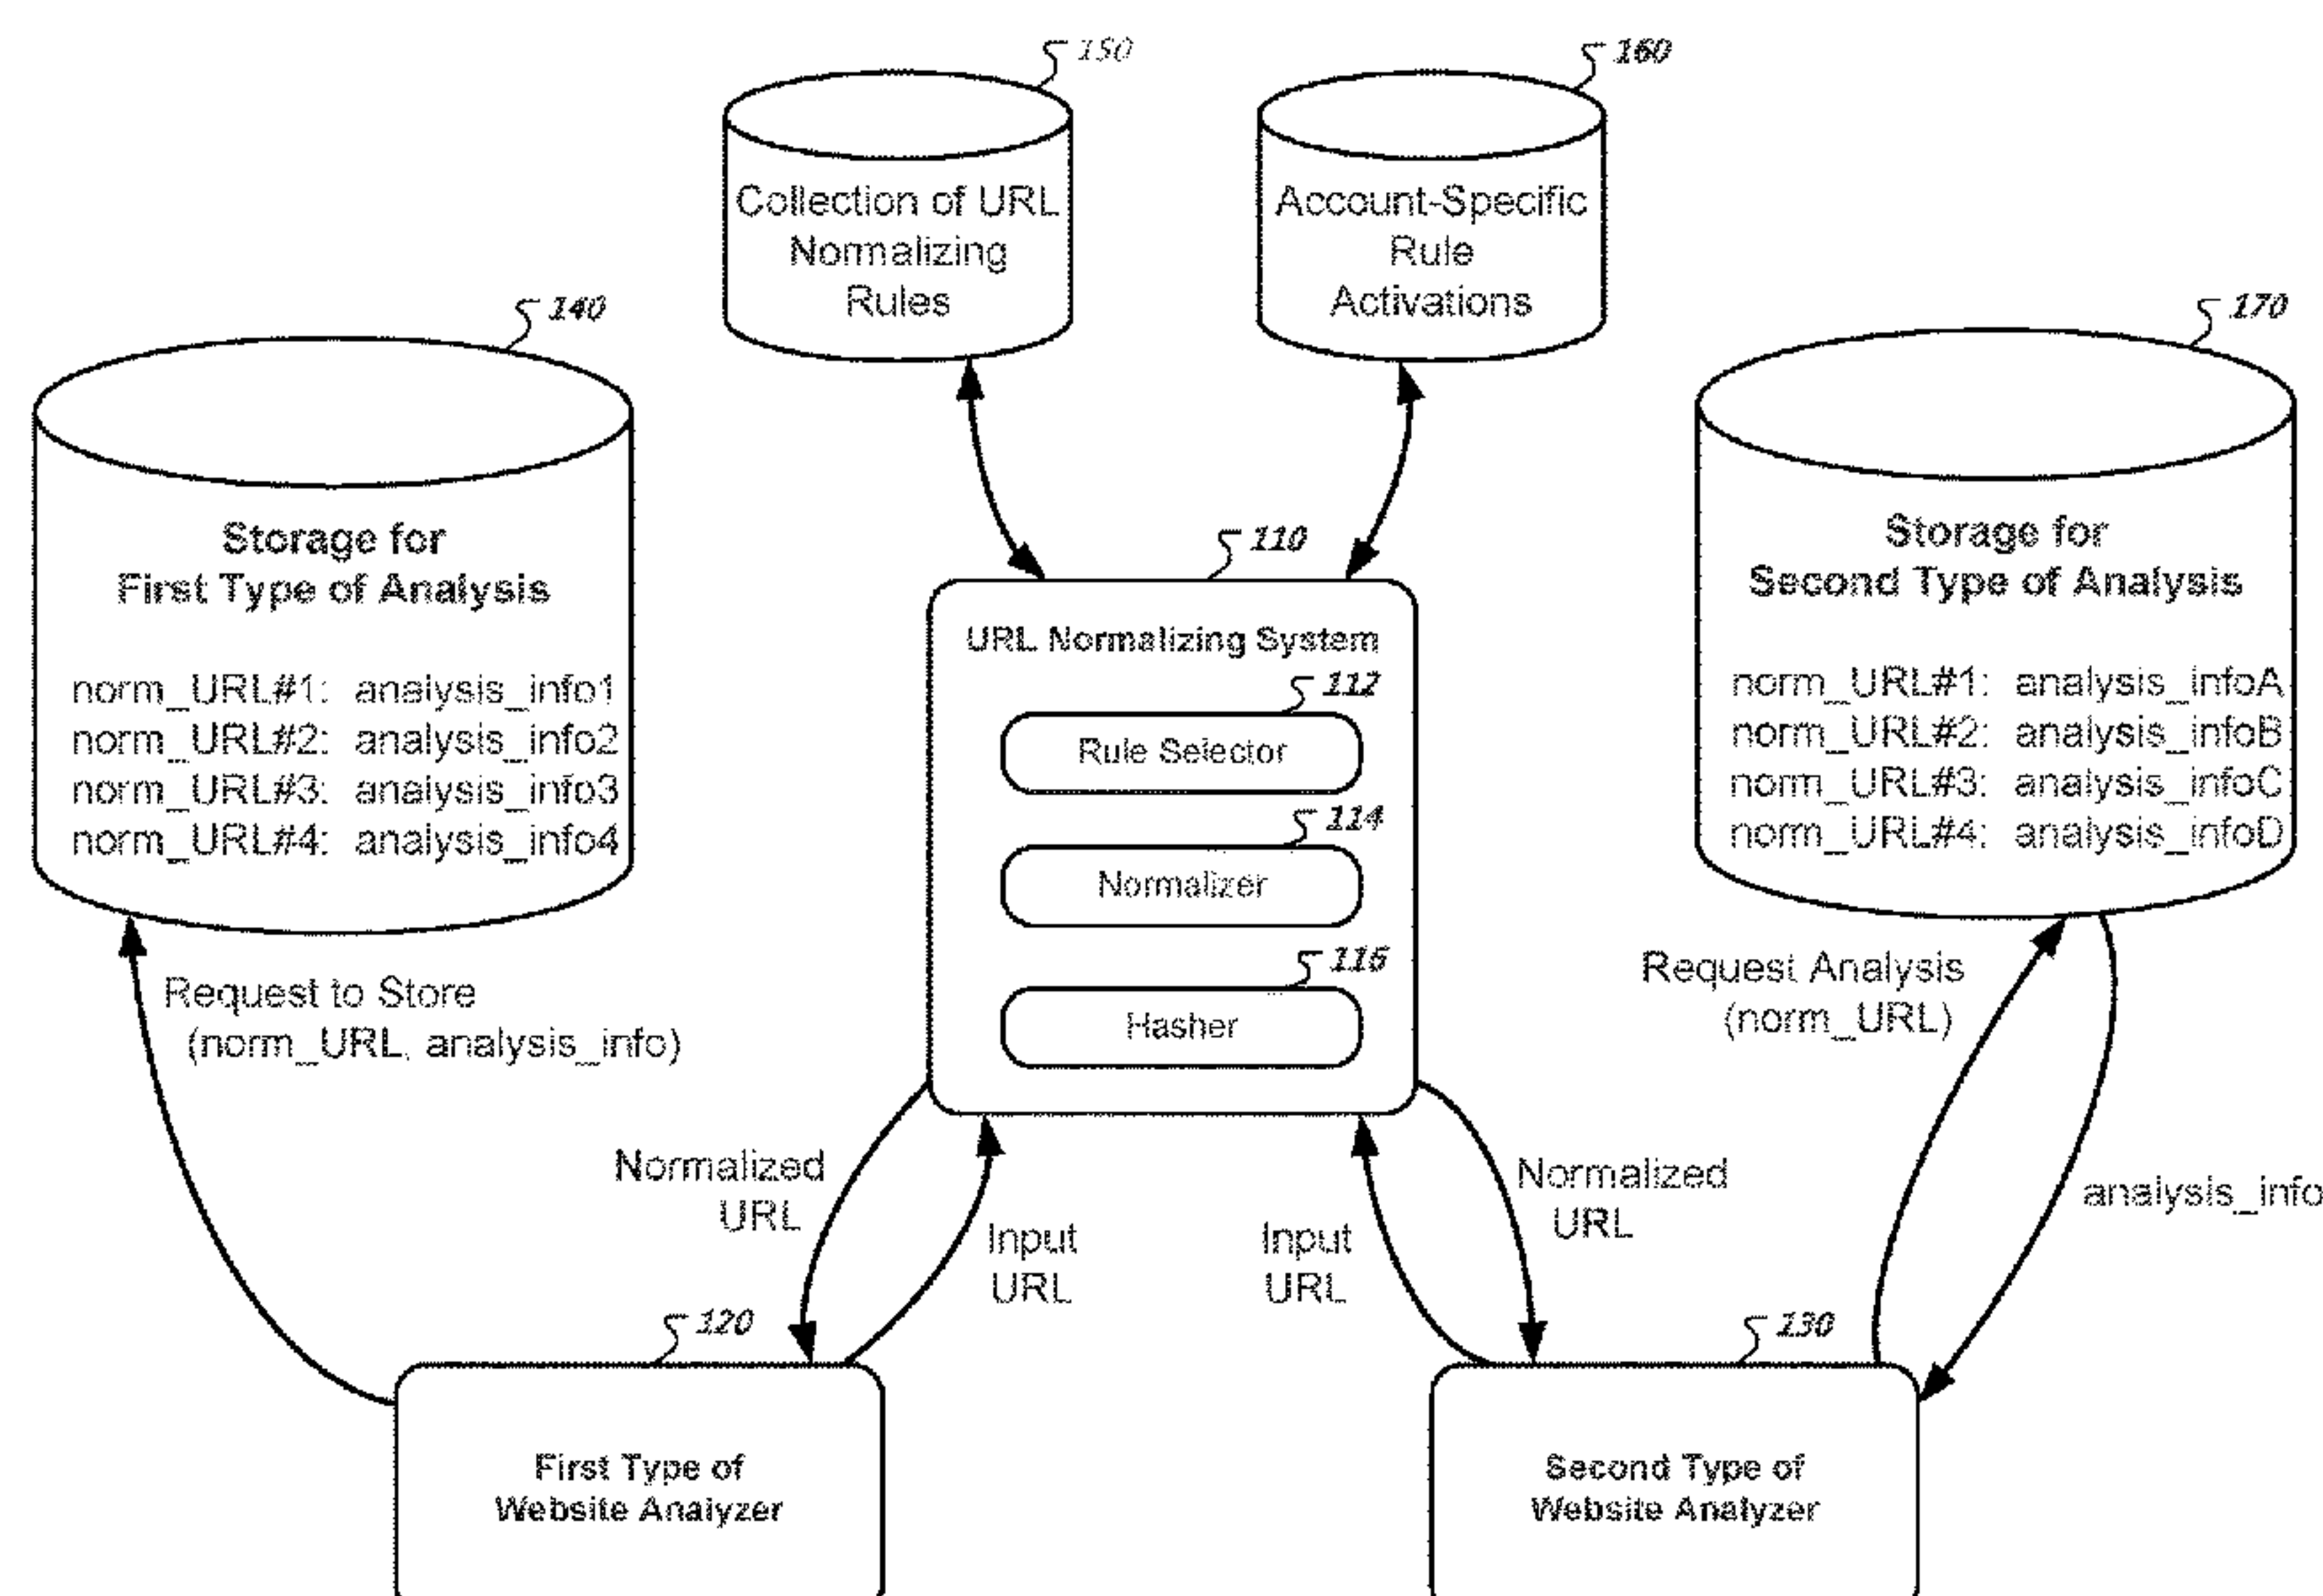 150
160
Collection of URL
Normalizing
Rules
Account-Specific
Rule
Activations
140
170
Storage for
First Type of Analysis
norm_URL#1: analysis_info1
norm_URL#2: analysis_info2
norm_URL#3: analysis_info3
norm_URL#4: analysis_info4
110
URL Normalizing System
112
Rule Selector
114
Normalizer
116
Hasher
Storage for
Second Type of Analysis
norm_URL#1: analysis_infoA
norm_URL#2: analysis_infoB
norm_URL#3: analysis_infoC
norm_URL#4: analysis_infoD
Request to Store
(norm_URL, analysis_info)
Request Analysis
(norm_URL)
Normalized
URL
Input
URL
Input
URL
Normalized
URL
analysis_info
120
First Type of
Website Analyzer
130
Second Type of
Website Analyzer